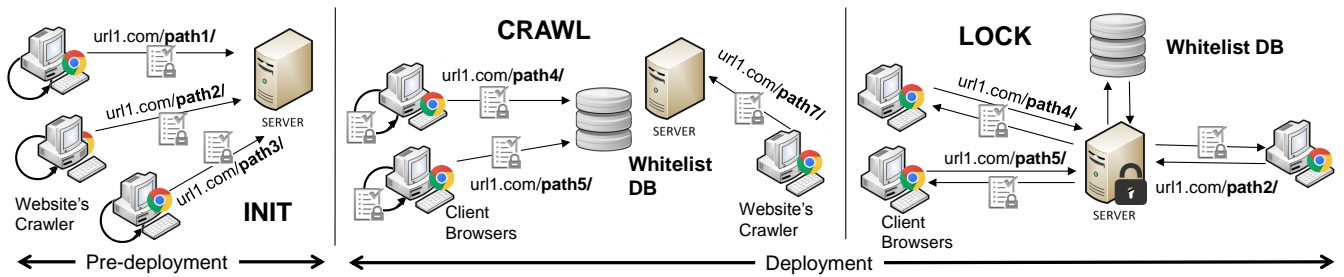 url1.com/path1/
url1.com/path2/
url1.com/path3/
SERVER
Website's
Crawler
INIT
Pre-deployment
CRAWL
url1.com/path4/
url1.com/path5/
Client
Browsers
Whitelist
DB
SERVER
url1.com/path7/
Website's
Crawler
LOCK
Whitelist DB
url1.com/path4/
url1.com/path5/
Client
Browsers
SERVER
url1.com/path2/
Deployment